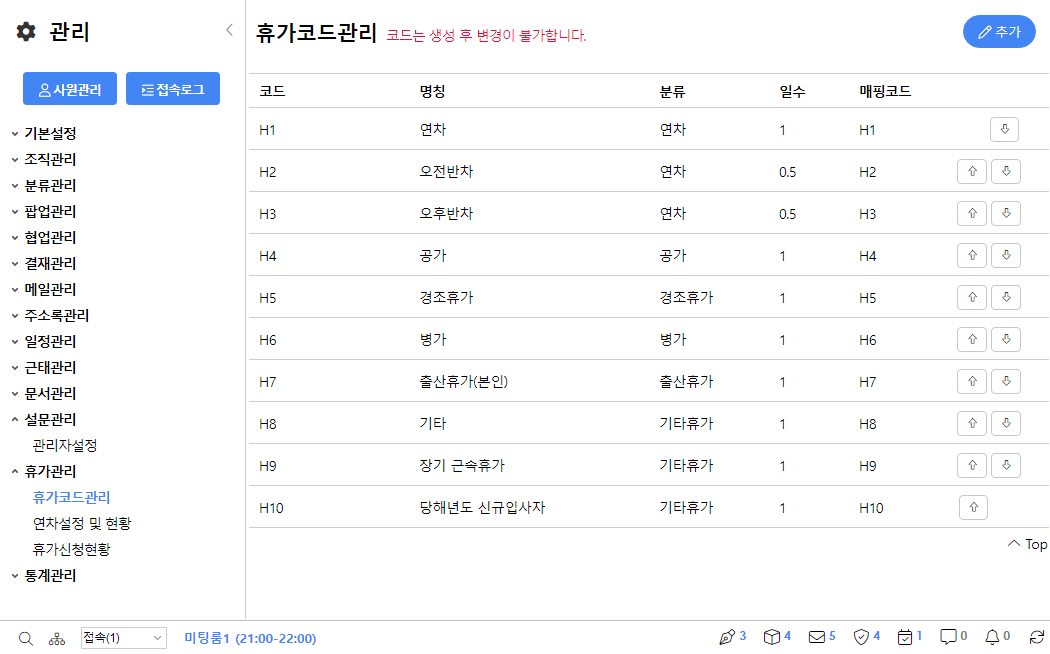 관리
사원관리
접속로그
기본설정
조직관리
분류관리
팝업관리
협업관리
결재관리
메일관리
주소록관리
일정관리
근태관리
문서관리
설문관리
관리자설정
휴가관리
휴가코드관리
연차설정 및 현황
휴가신청현황
통계관리
휴가코드관리 코드는 생성 후 변경이 불가합니다.
추가
코드 명칭 분류 일수 매핑코드
H1 연차 연차 1 H1
H2 오전반차 연차 0.5 H2
H3 오후반차 연차 0.5 H3
H4 공가 공가 1 H4
H5 경조휴가 경조휴가 1 H5
H6 병가 병가 1 H6
H7 출산휴가(본인) 출산휴가 1 H7
H8 기타 기타휴가 1 H8
H9 장기 근속휴가 기타휴가 1 H9
H10 당해년도 신규입사자 기타휴가 1 H10
Top
접속(1) 미팅룸1 (21:00-22:00) 3 4 5 4 1 0 0